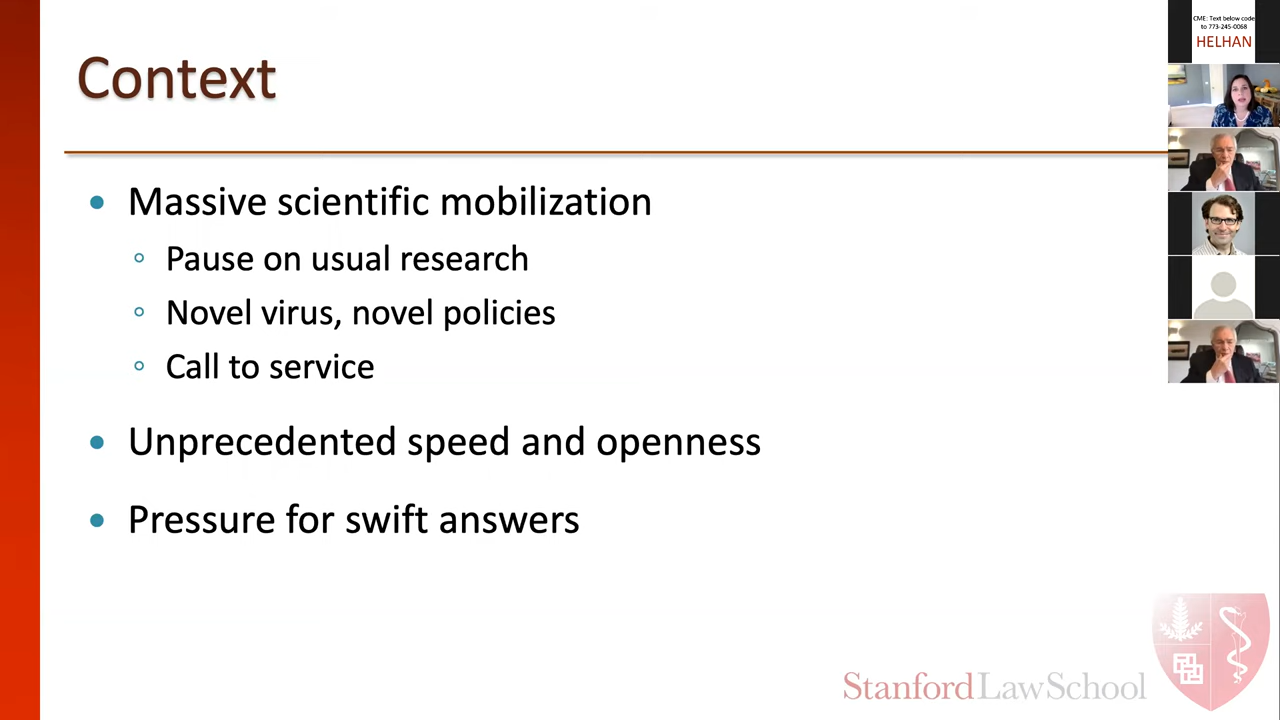 Context
Massive scientific mobilization
Pause on usual research
Novel virus, novel policies
Call to service
Unprecedented speed and openness
Pressure for swift answers
CME: Text below code
to 773-245-0068
HELHAN
Stanford Law School